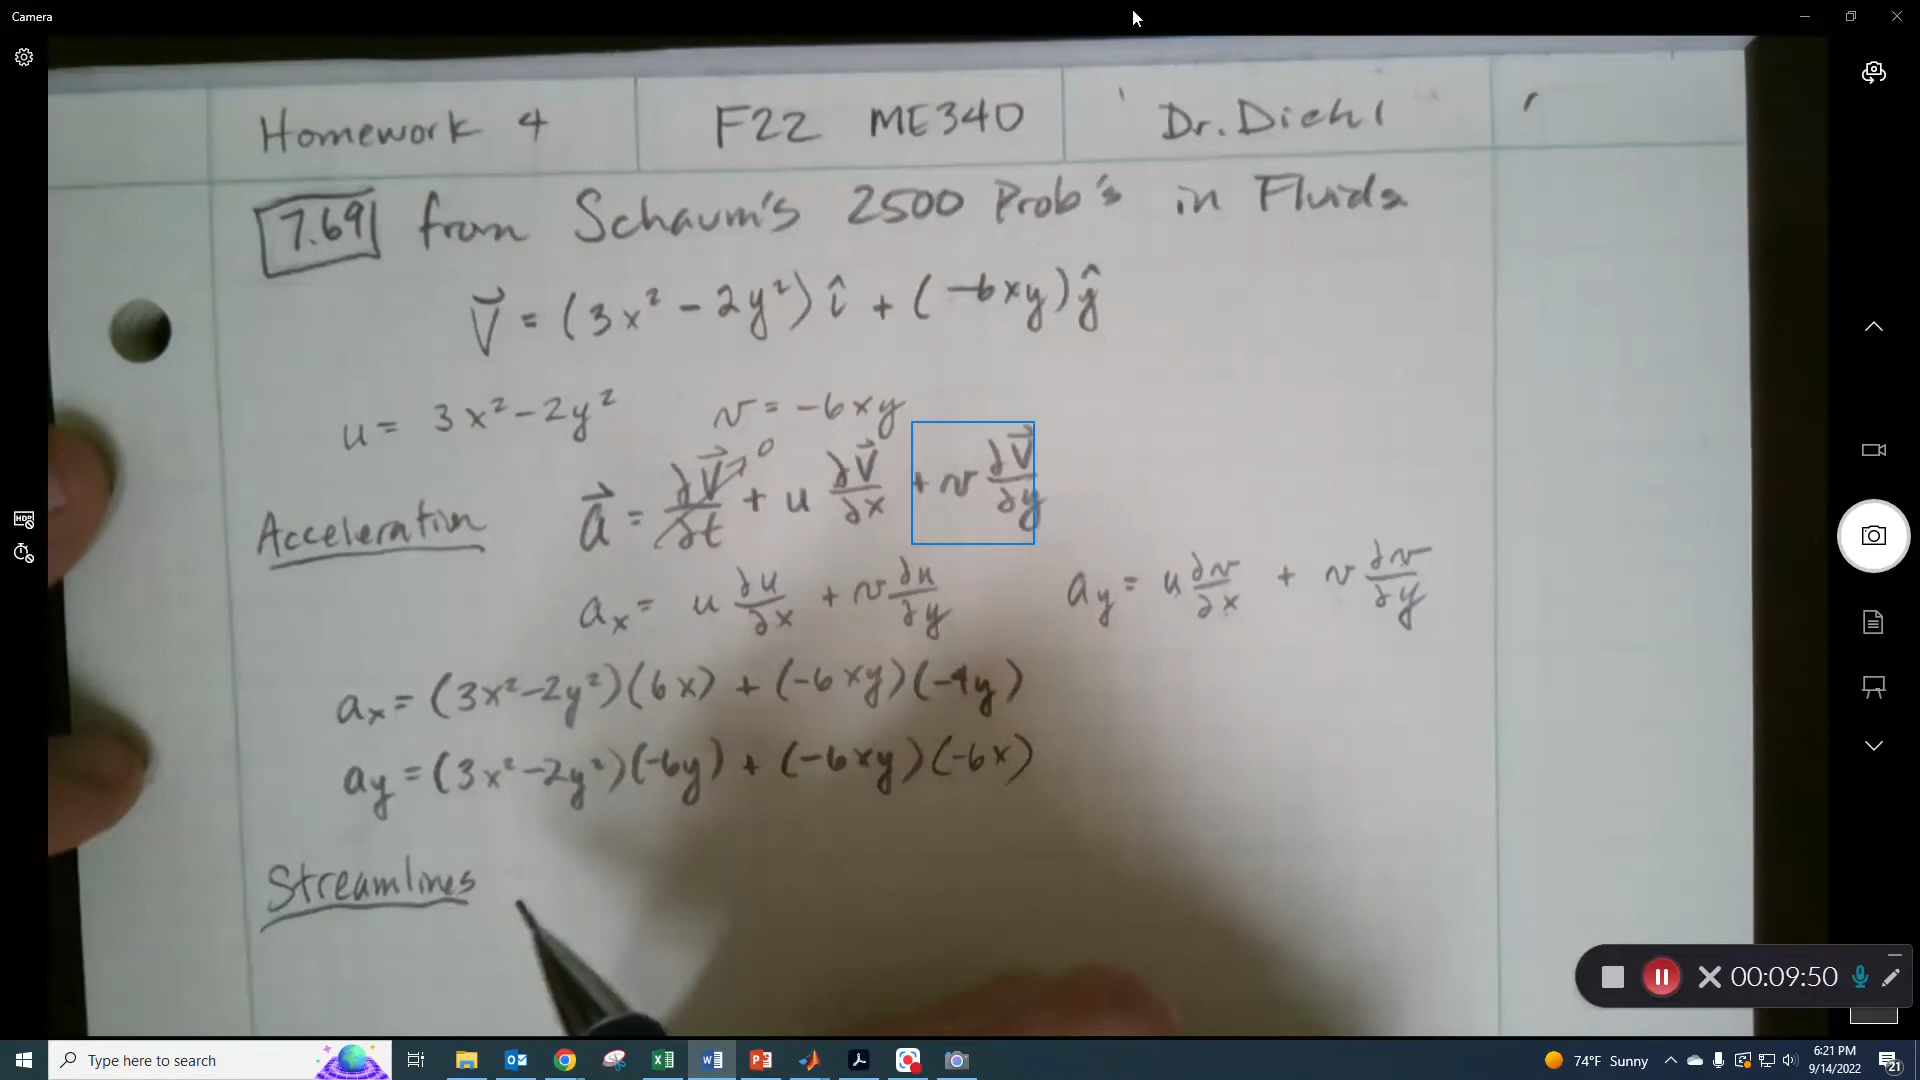 Camera
Homework 4 F22 ME340 Dr. Diehl
7.69 from Schaum's 2500 Prob's in Fluids
V⃗ = (3x² - 2y²) î + (-6xy) ĵ
u = 3x² - 2y² v = -6xy
Acceleration a⃗ = ∂V⃗/∂t → 0 + u ∂V⃗/∂x + v ∂V⃗/∂y
aₓ = u ∂u/∂x + v ∂u/∂y a_y = u ∂v/∂x + v ∂v/∂y
aₓ = (3x² - 2y²)(6x) + (-6xy)(-4y)
a_y = (3x² - 2y²)(-6y) + (-6xy)(-6x)
Streamlines
00:09:50
Type here to search
74°F Sunny
6:21 PM
9/14/2022
21